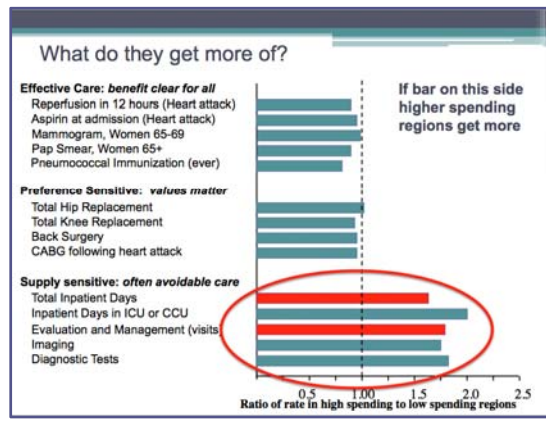 What do they get more of?
Effective Care: benefit clear for all
Reperfusion in 12 hours (Heart attack)
Aspirin at admission (Heart attack)
Mammogram, Women 65-69
Pap Smear, Women 65+
Pneumococcal Immunization (ever)
If bar on this side
higher spending
regions get more
Preference Sensitive: values matter
Total Hip Replacement
Total Knee Replacement
Back Surgery
CABG following heart attack
Supply sensitive: often avoidable care
Total Inpatient Days
Inpatient Days in ICU or CCU
Evaluation and Management (visits
Imaging
Diagnostic Tests
0.5 1.00 1.5 2.0 2.5
Ratio of rate in high spending to low spending regions